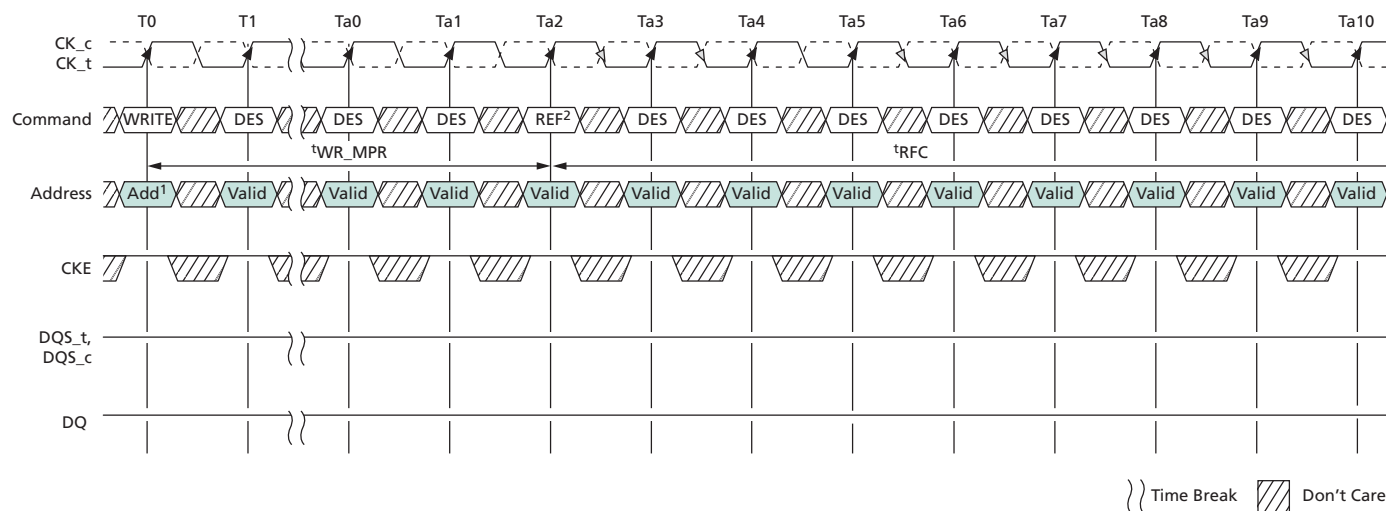 T0 T1 Ta0 Ta1 Ta2 Ta3 Ta4 Ta5 Ta6 Ta7 Ta8 Ta9 Ta10
CK_c
CK_t
Command WRITE DES DES DES REF² DES DES DES DES DES DES DES DES
tWR_MPR tRFC
Address Add¹ Valid Valid Valid Valid Valid Valid Valid Valid Valid Valid Valid Valid
CKE
DQS_t,
DQS_c
DQ
Time Break Don't Care